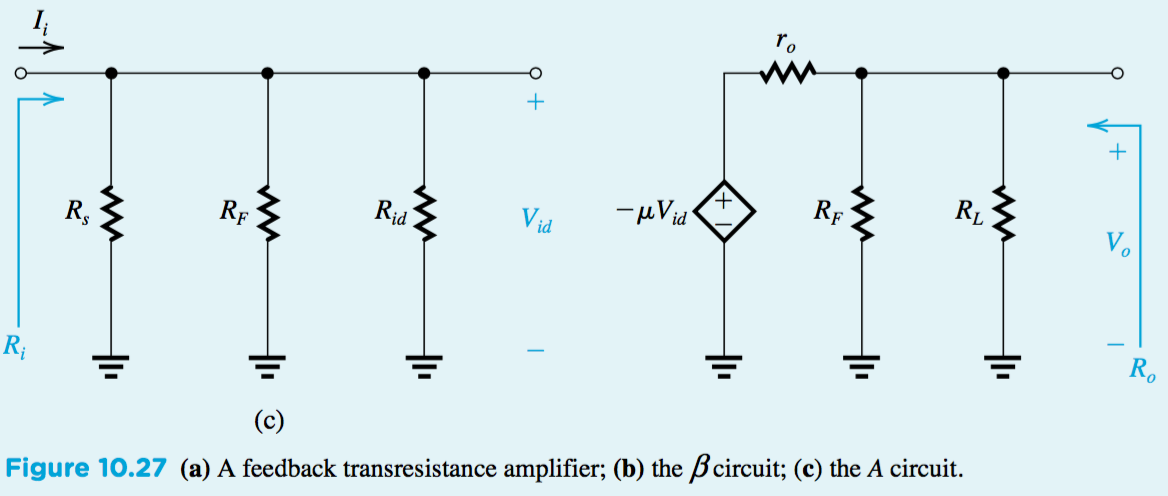 I_i
r_o
+ +
R_s R_F R_id V_id −μV_id + − R_F R_L V_o
R_i − − R_o
(c)
Figure 10.27 (a) A feedback transresistance amplifier; (b) the β circuit; (c) the A circuit.